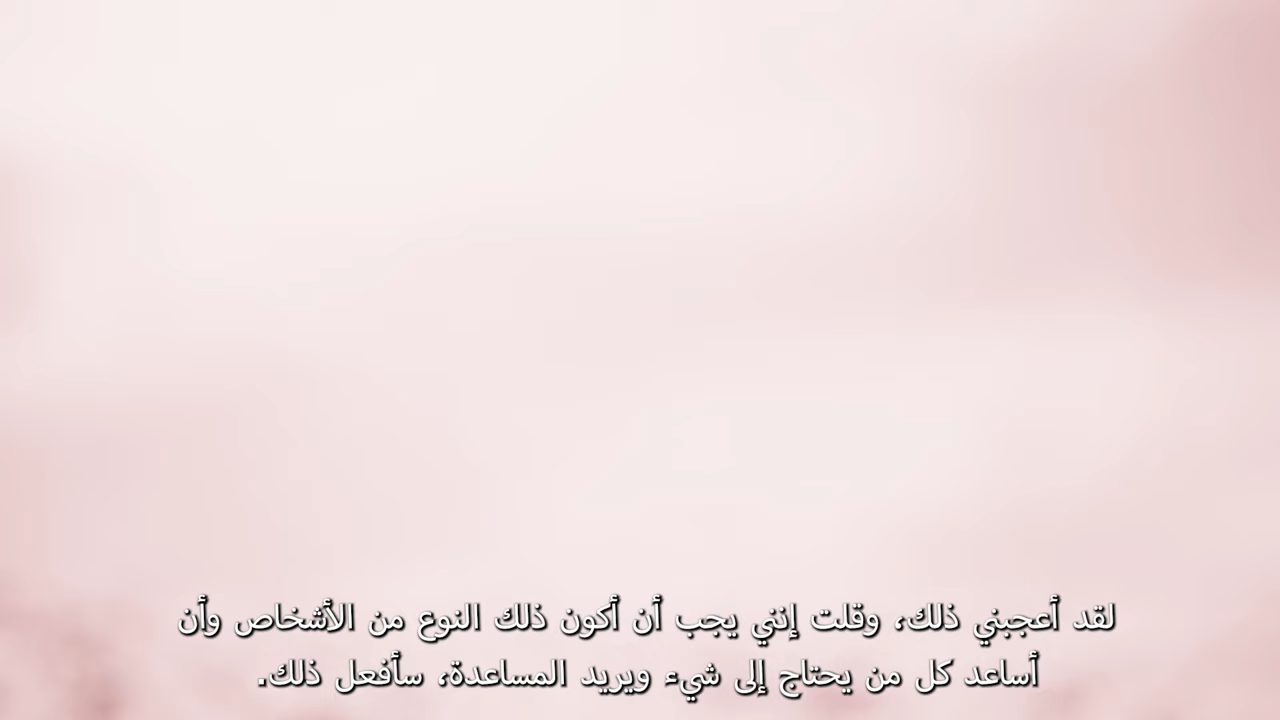 لقد أعجبني ذلك، وقلت إنني يجب أن أكون ذلك النوع من الأشخاص وأن
أساعد كل من يحتاج إلى شيء ويريد المساعدة، سأفعل ذلك.